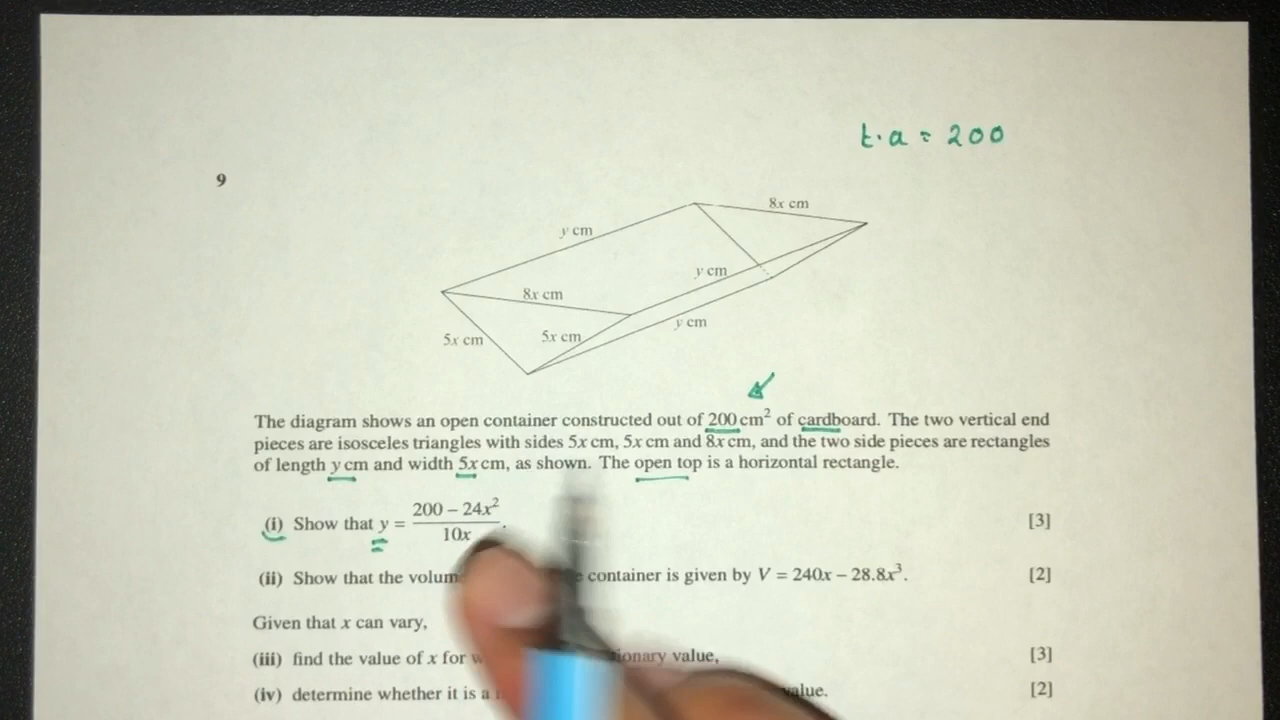 t.a = 200
9
8x cm
y cm
y cm
8x cm
y cm
5x cm
5x cm
The diagram shows an open container constructed out of 200 cm² of cardboard. The two vertical end
pieces are isosceles triangles with sides 5x cm, 5x cm and 8x cm, and the two side pieces are rectangles
of length y cm and width 5x cm, as shown. The open top is a horizontal rectangle.
(i) Show that y = (200 – 24x²)/10x. [3]
(ii) Show that the container is given by V = 240x – 28.8x³. [2]
Given that x can vary,
(iii) find the value of x for value, [3]
(iv) determine whether it is a [2]